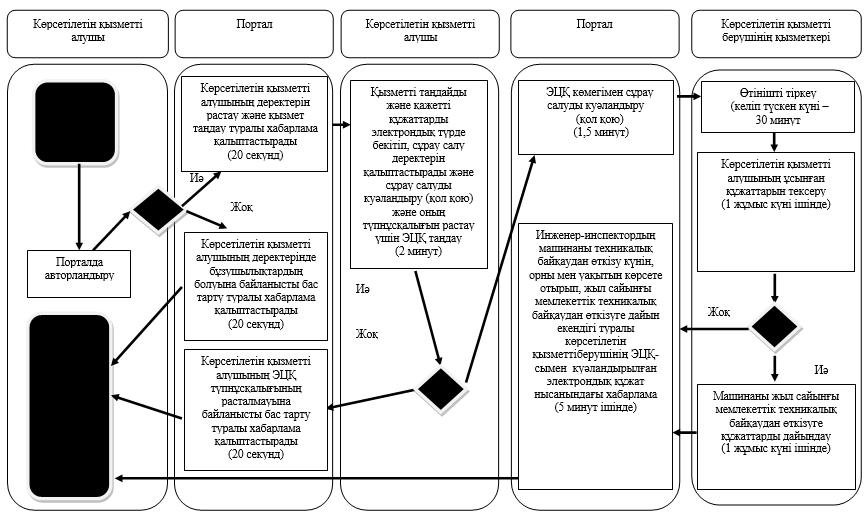 Көрсетілетін қызметті
алушы
Портал
Көрсетілетін қызметті
алушы
Портал
Көрсетілетін қызметті
берушінің қызметкері
Порталда
авторландыру
Көрсетілетін қызметті
алушының деректерін
растау және қызмет
таңдау туралы хабарлама
қалыптастырады
(20 секунд)
Иә
Жоқ
Көрсетілетін қызметті
алушының деректерінде
бұзушылықтардың
болуына байланысты бас
тарту туралы хабарлама
қалыптастырады
(20 секунд)
Көрсетілетін қызметті
алушының ЭЦҚ
түпнұсқалығының
расталмауына
байланысты бас тарту
туралы хабарлама
қалыптастырады
(20 секунд)
Қызметті таңдайды
және қажетті
құжаттарды
электрондық түрде
бекітіп, сұрау салу
деректерін
қалыптастырады және
сұрау салуды
куәландыру (қол қою)
және оның
түпнұсқалығын растау
үшін ЭЦҚ таңдау
(2 минут)
Иә
Жоқ
ЭЦҚ көмегімен сұрау
салуды куәландыру
(қол қою)
(1,5 минут)
Инженер-инспектордың
машинаны техникалық
байқаудан өткізу күнін,
орны мен уақытын көрсете
отырып, жыл сайынғы
мемлекеттік техникалық
байқаудан өткізуге дайын
екендігі туралы
көрсетілетін
қызметтіберушінің ЭЦҚ-
сымен куәландырылған
электрондық құжат
нысанындағы хабарлама
(5 минут ішінде)
Өтінішті тіркеу
(келіп түскен күні –
30 минут
Көрсетілетін қызметті
алушының ұсынған
құжаттарын тексеру
(1 жұмыс күні ішінде)
Жоқ
Иә
Машинаны жыл сайынғы
мемлекеттік техникалық
байқаудан өткізуге
құжаттарды дайындау
(1 жұмыс күні ішінде)